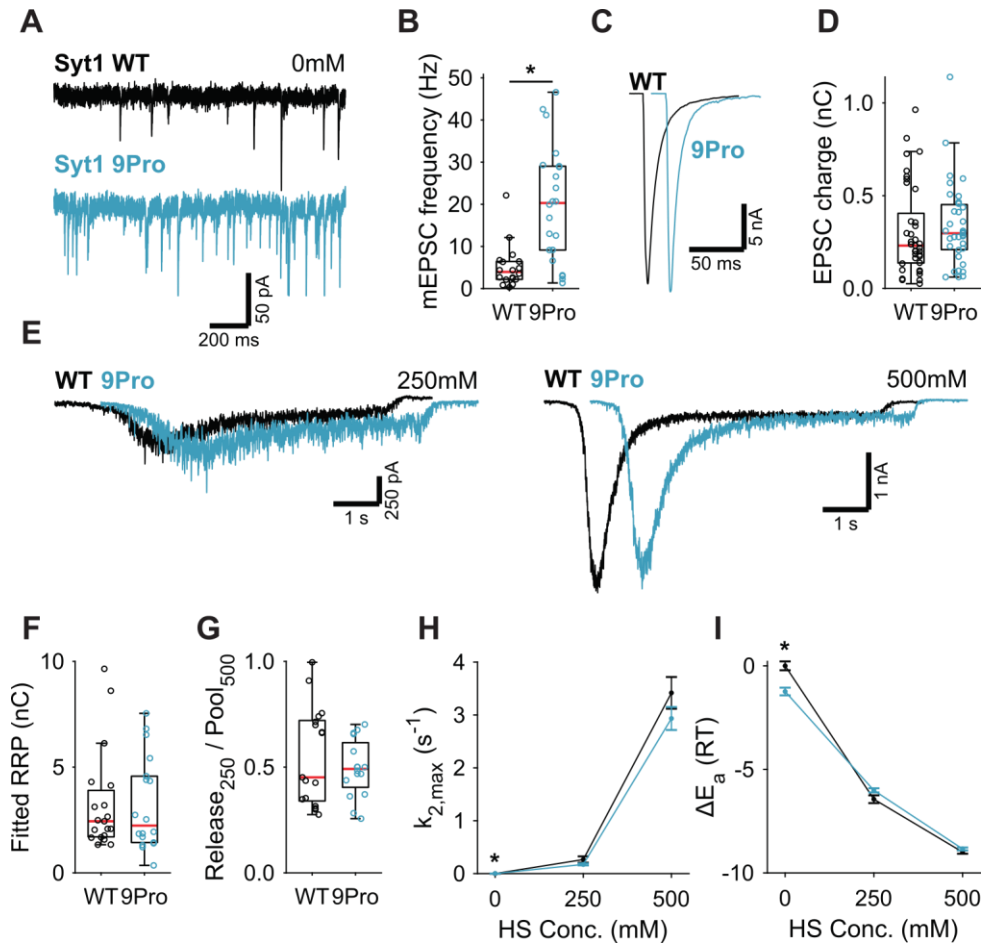 A
Syt1 WT
0mM
Syt1 9Pro
50 pA
200 ms
B
*
mEPSC frequency (Hz)
50
40
30
20
10
0
WT 9Pro
C
WT
9Pro
5 nA
50 ms
D
EPSC charge (nC)
1.0
0.5
0.0
WT 9Pro
E
WT 9Pro
250mM
1 s
250 pA
WT 9Pro
500mM
1 s
1 nA
F
Fitted RRP (nC)
10
5
0
WT 9Pro
G
Release250 / Pool500
1.0
0.5
0.0
WT 9Pro
H
k2,max (s-1)
4
3
2
1
0
*
0
250
500
HS Conc. (mM)
I
ΔEa (RT)
*
0
-5
-10
0
250
500
HS Conc. (mM)